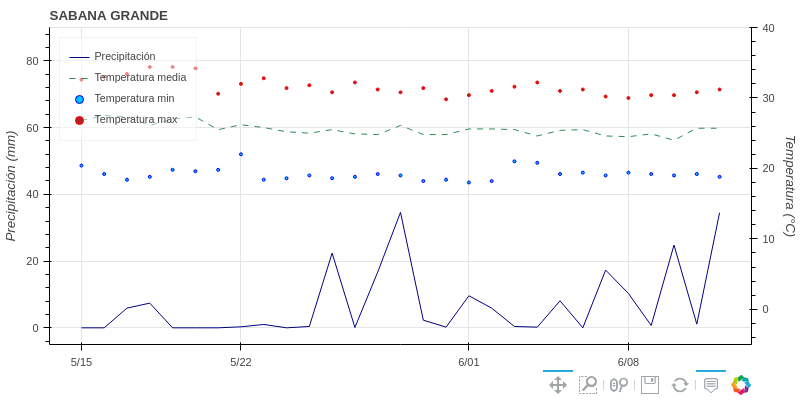 SABANA GRANDE
Precipitación
Temperatura media
Temperatura min
Temperatura max
Precipitación (mm)
80
60
40
20
0
Temperatura (°C)
40
30
20
10
0
5/15
5/22
6/01
6/08